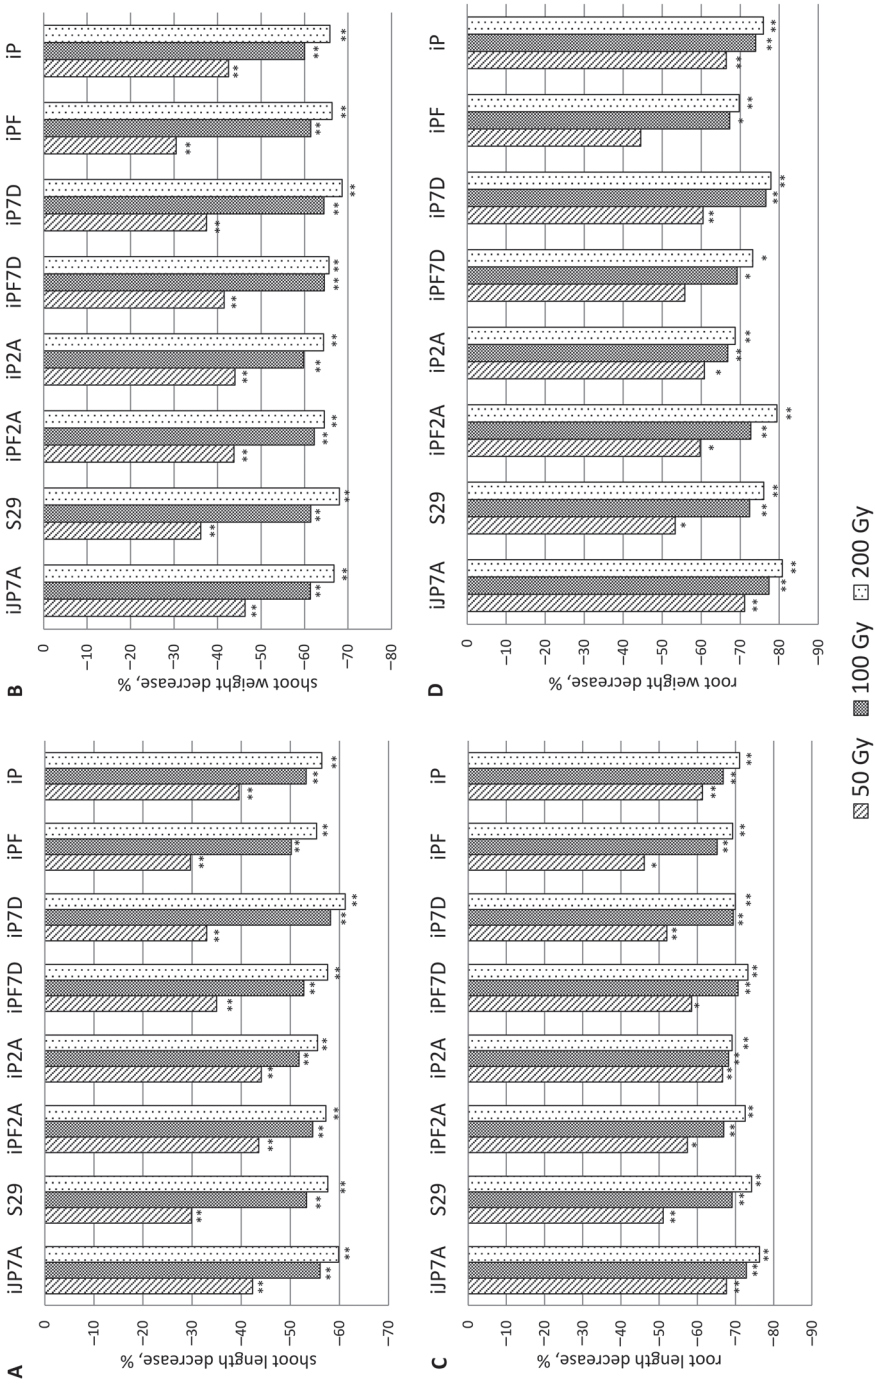 A
iJP7A S29 iPF2A iP2A iPF7D iP7D iPF iP
shoot length decrease, %
0
−10
−20
−30
−40
−50
−60
−70
B
iJP7A S29 iPF2A iP2A iPF7D iP7D iPF iP
shoot weight decrease, %
0
−10
−20
−30
−40
−50
−60
−70
−80
C
iJP7A S29 iPF2A iP2A iPF7D iP7D iPF iP
root length decrease, %
0
−10
−20
−30
−40
−50
−60
−70
−80
−90
D
iJP7A S29 iPF2A iP2A iPF7D iP7D iPF iP
root weight decrease, %
0
−10
−20
−30
−40
−50
−60
−70
−80
−90
50 Gy 100 Gy 200 Gy